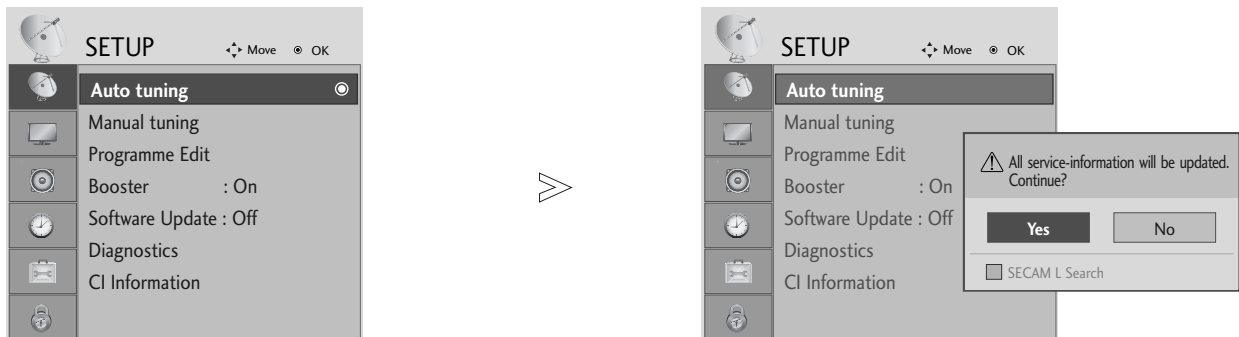 SETUP Move OK
Auto tuning
Manual tuning
Programme Edit
Booster : On
Software Update : Off
Diagnostics
CI Information
SETUP Move OK
Auto tuning
Manual tuning
Programme Edit
Booster : On
Software Update : Off
Diagnostics
CI Information
All service-information will be updated.
Continue?
Yes No
SECAM L Search